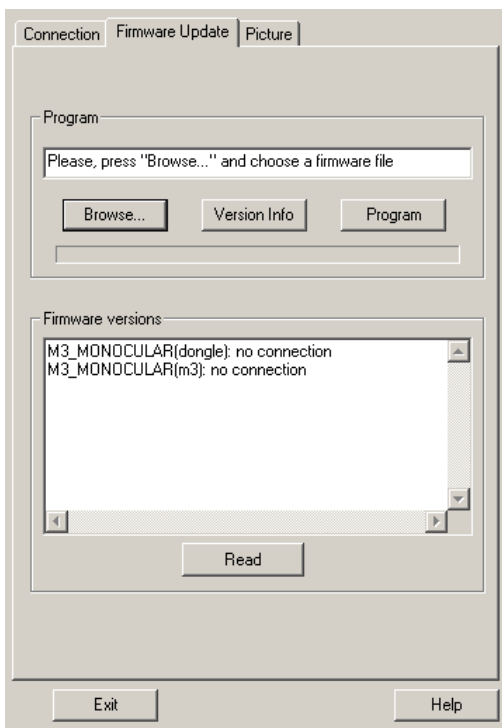 Connection Firmware Update Picture
Program
Please, press "Browse..." and choose a firmware file
Browse... Version Info Program
Firmware versions
M3_MONOCULAR(dongle): no connection
M3_MONOCULAR(m3): no connection
Read
Exit Help